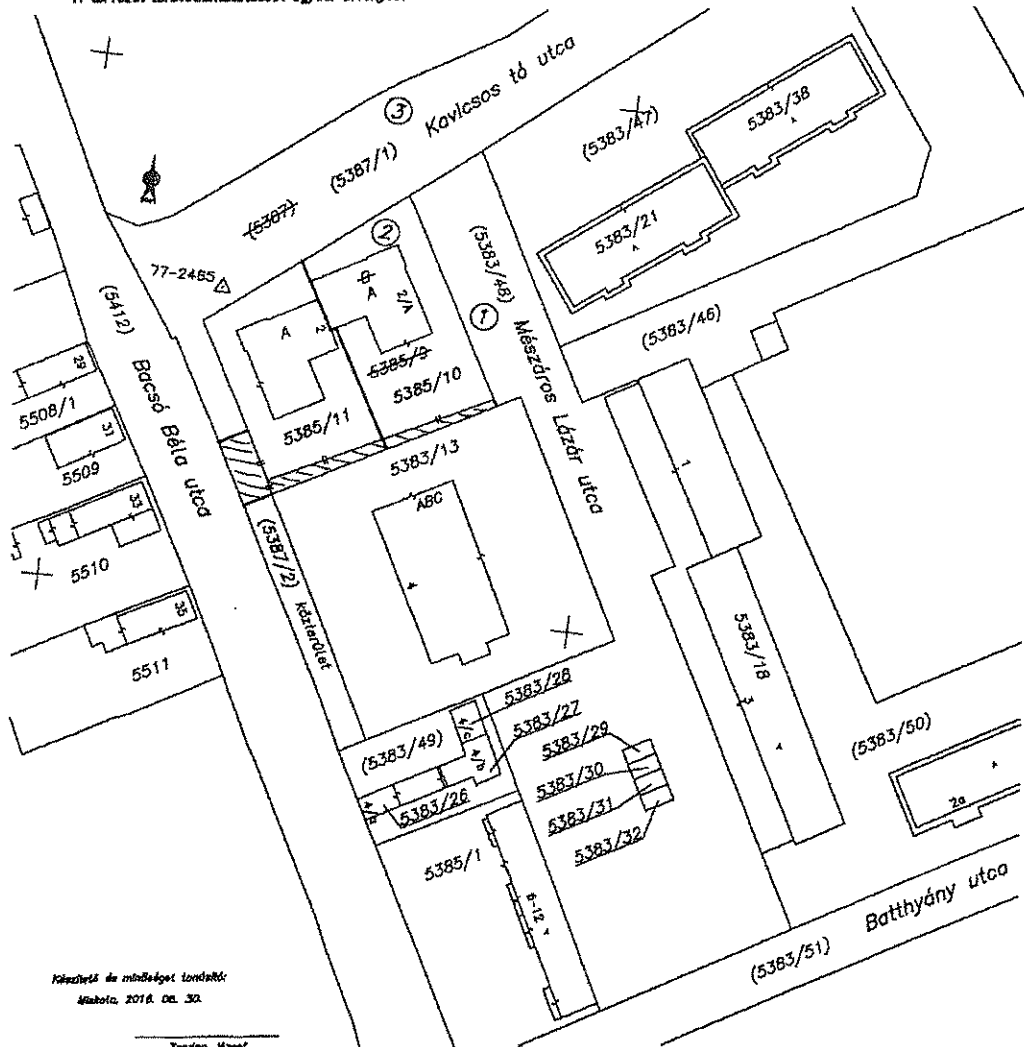 ③
Kavicsos tó utca
(5387/1)
(5387)
(5383/47)
5383/38
5383/21
77-2465
②
B
A
2/A
A
2
5385/9
5385/10
5385/11
(5383/48)
①
Mészáros Lázár utca
(5383/46)
(5412)
Bacsó Béla utca
29
5508/1
31
5509
33
5510
35
5511
5383/13
ABC
4
(5387/2) közterület
1
5383/18
3
5383/28
5383/27
5383/29
5383/30
5383/31
5383/32
4/c
4/b
(5383/49)
4/a
5383/26
5385/1
6-12
(5383/50)
2a
Batthyány utca
(5383/51)
Készítette és minőséget tanúsító:
Miskolc, 2016. 06. 30.